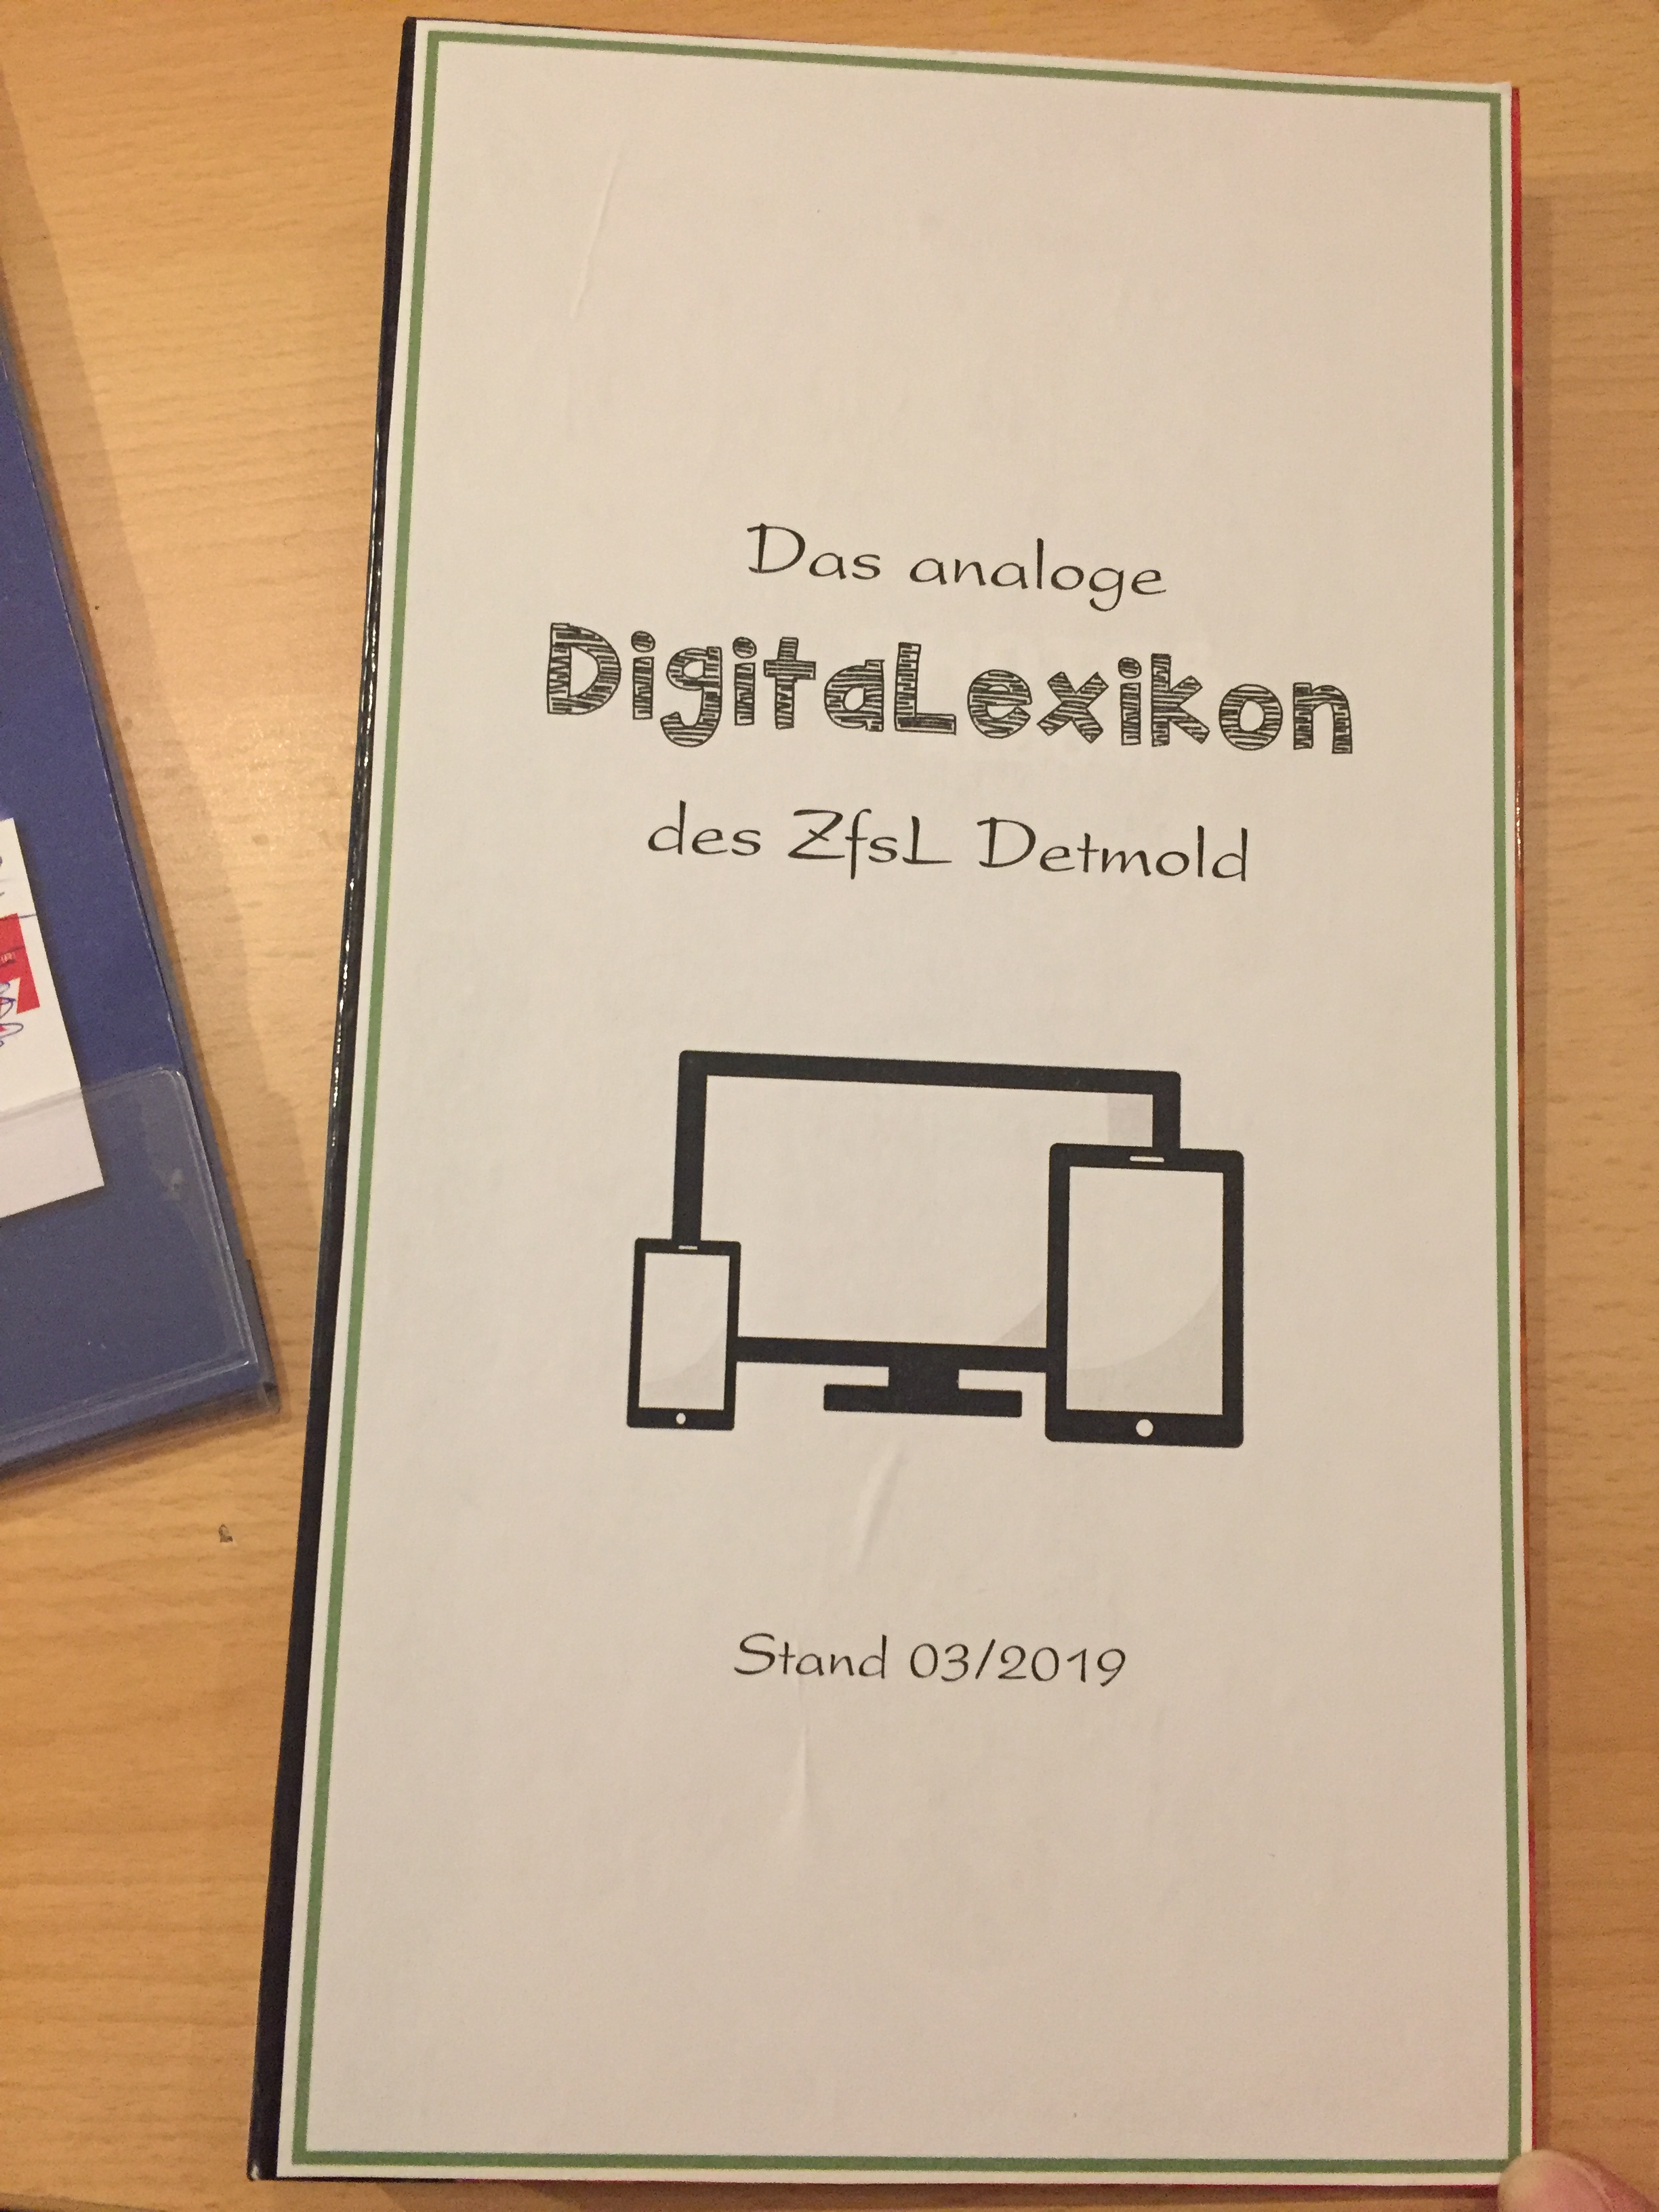 Das analoge
DigitaLexikon
des ZfsL Detmold
Stand 03/2019